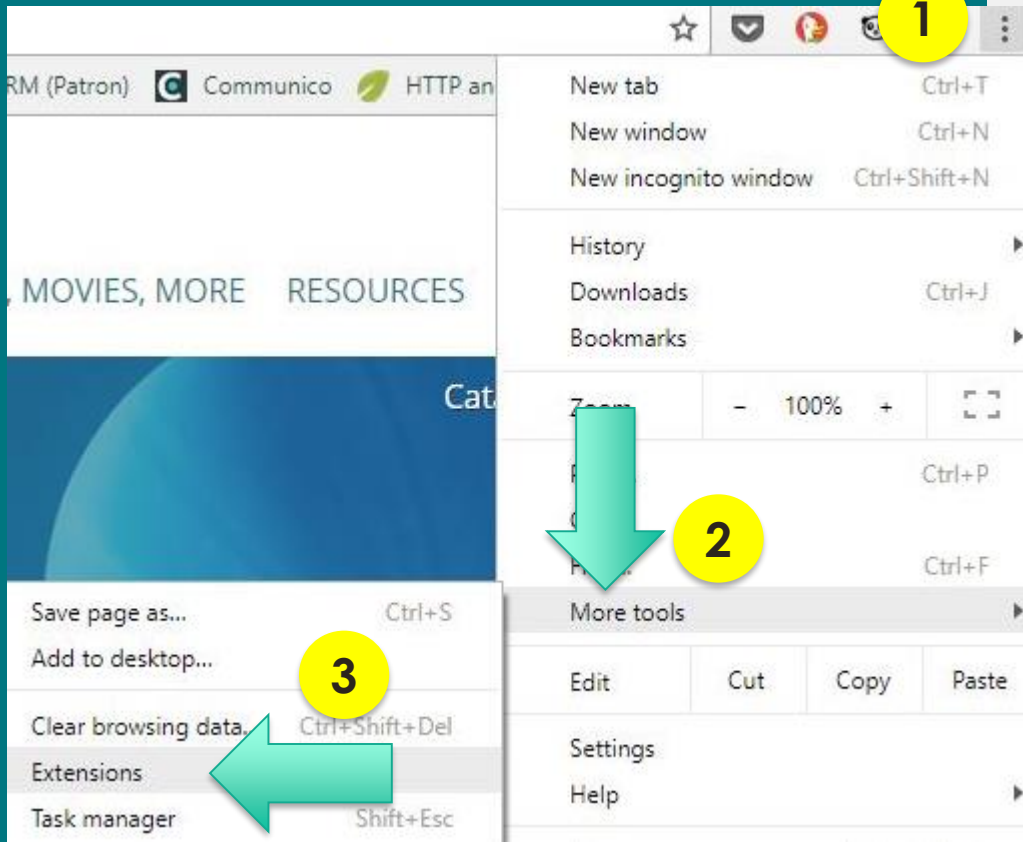 1
RM (Patron) Communico HTTP an
New tab Ctrl+T
New window Ctrl+N
New incognito window Ctrl+Shift+N
History
Downloads Ctrl+J
Bookmarks
, MOVIES, MORE RESOURCES
Cat
Zoom - 100% +
Ctrl+P
2
Ctrl+F
More tools
Edit Cut Copy Paste
Settings
Help
Save page as... Ctrl+S
Add to desktop...
3
Clear browsing data.. Ctrl+Shift+Del
Extensions
Task manager Shift+Esc